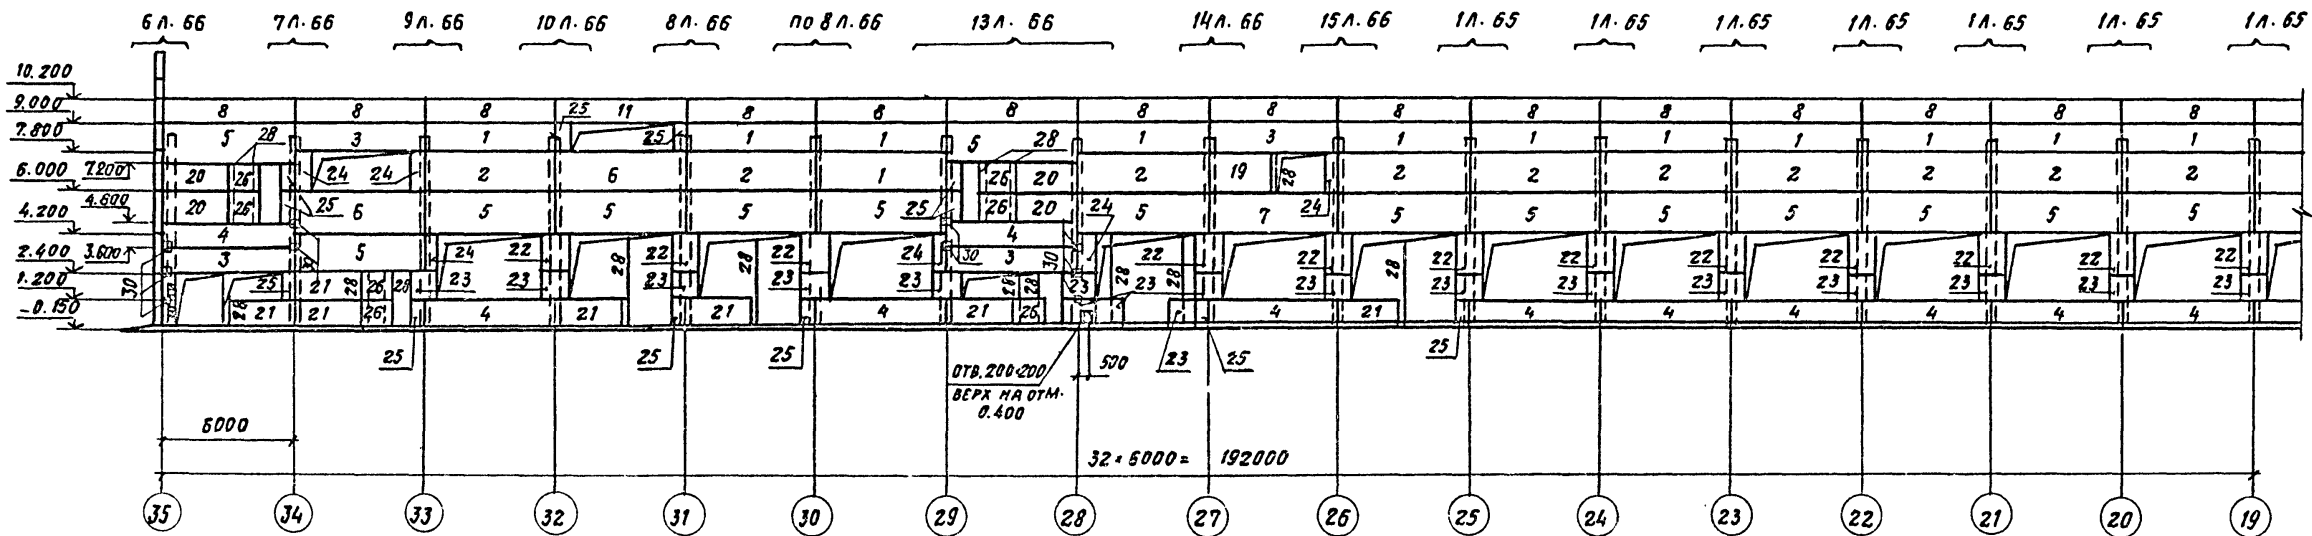 6 Л. 66 7 Л. 66 9 Л. 66 10 Л. 66 8 Л. 66 ПО 8 Л. 66 13 Л. 66 14 Л. 66 15 Л. 66 1 Л. 65 1 Л. 65 1 Л. 65 1 Л. 65 1 Л. 65 1 Л. 65 1 Л. 65
10.200
9.000 8 8 8 25 11 8 8 8 8 8 8 8 8 8 8 8 8
7.800 5 28 3 1 25 1 1 5 28 1 3 1 1 1 1 1 1 1
6.000 7.200 20 26 24 24 2 6 2 1 26 20 2 19 28 2 2 2 2 2 2 2
4.200 4.800 20 26 25 6 5 5 5 5 25 26 20 24 5 7 24 5 5 5 5 5 5 5
4 4
2.400 3.600 3 5 24 22 22 22 24 30 3 30 22 22 22 22 22 22 22 22
1.200 30 25 21 28 26 28 23 23 28 23 28 23 23 28 28 23 28 28 23 23 28 23 23 23 23 23 23
-0.150 28 21 21 26 4 21 21 4 21 26 4 21 4 4 4 4 4 4
25 25 25 23 25 25
ОТВ. 200×200 500
ВЕРХ НА ОТМ.
0.400
6000
32 × 6000 = 192000
35 34 33 32 31 30 29 28 27 26 25 24 23 22 21 20 19